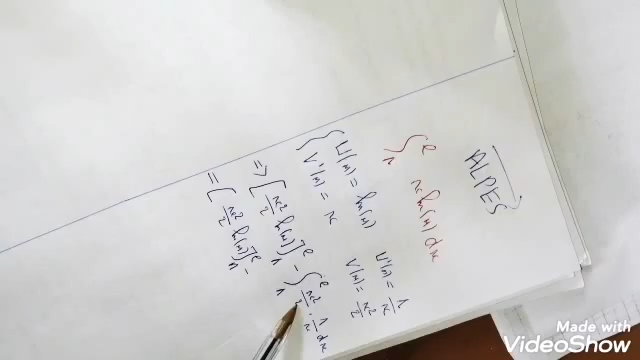 ALPES
∫₁ᵉ x ln(x) dx
{ U(x) = ln(x) U'(x) = 1/x
V'(x) = x V(x) = x²/2
=> [x²/2 ln(x)]₁ᵉ - ∫₁ᵉ x²/2 · 1/x dx
= [x²/2 ln(x)]₁ᵉ -
Made with
VideoShow